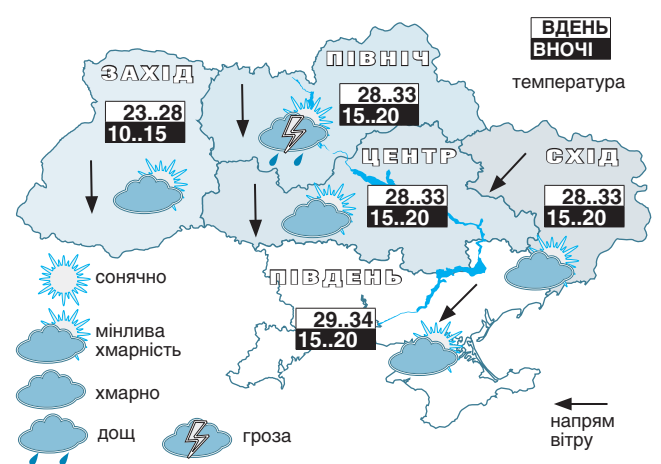 ВДЕНЬ
ВНОЧІ
температура
ПІВНІЧ
28..33
15..20
ЗАХІД
23..28
10..15
ЦЕНТР
28..33
15..20
СХІД
28..33
15..20
ПІВДЕНЬ
29..34
15..20
сонячно
мінлива
хмарність
хмарно
дощ
гроза
напрям
вітру